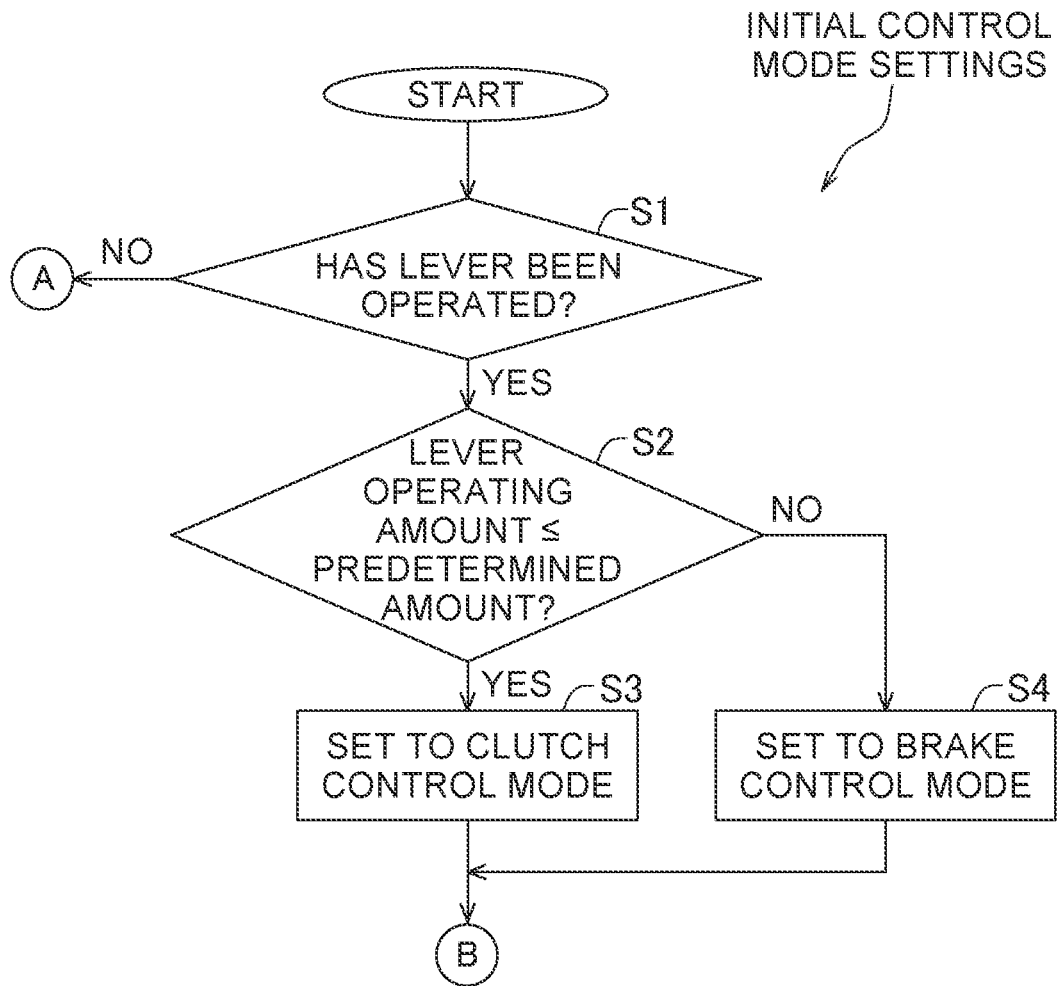 INITIAL CONTROL
MODE SETTINGS
START
S1
NO
A
HAS LEVER BEEN
OPERATED?
YES
S2
LEVER
OPERATING
AMOUNT ≤
PREDETERMINED
AMOUNT?
NO
YES
S3
S4
SET TO CLUTCH
CONTROL MODE
SET TO BRAKE
CONTROL MODE
B